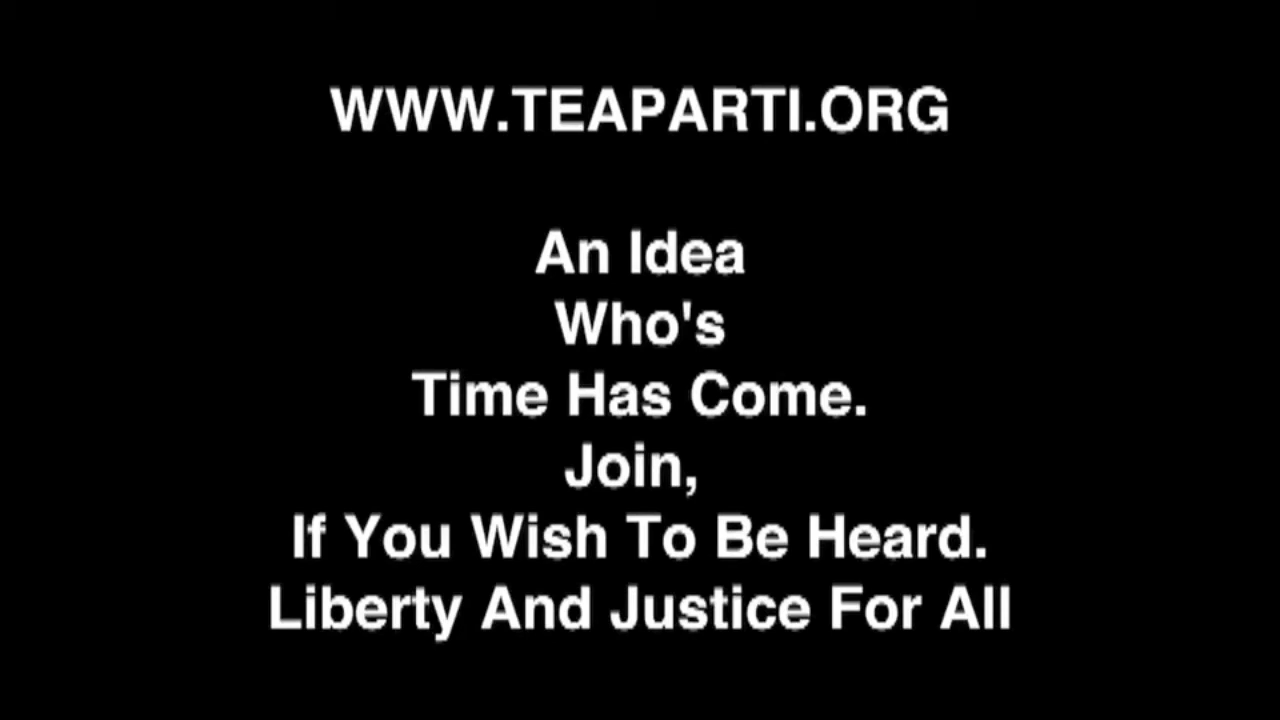 WWW.TEAPARTI.ORG
An Idea
Who's
Time Has Come.
Join,
If You Wish To Be Heard.
Liberty And Justice For All